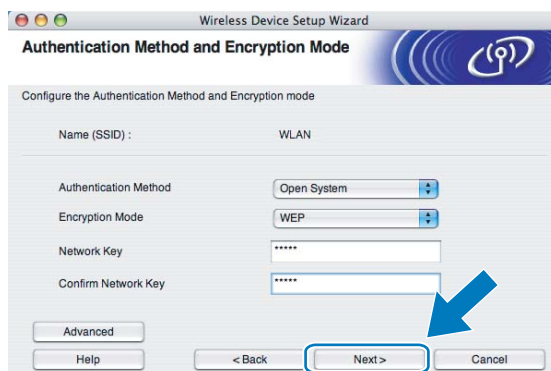 Wireless Device Setup Wizard
Authentication Method and Encryption Mode
Configure the Authentication Method and Encryption mode
Name (SSID) : WLAN
Authentication Method Open System
Encryption Mode WEP
Network Key *****
Confirm Network Key *****
Advanced
Help < Back Next > Cancel